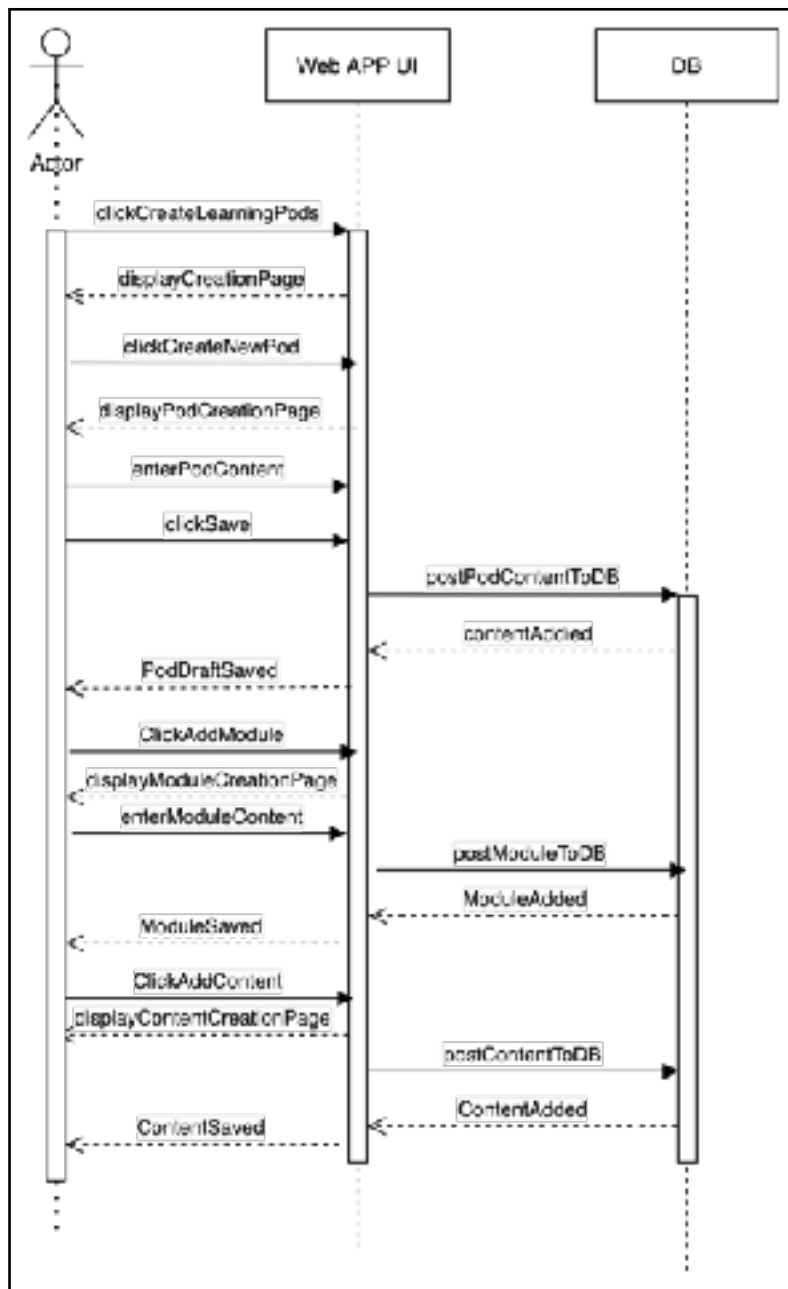 Web APP UI
DB
Actor
clickCreateLearningPods
displayCreationPage
clickCreateNewPod
displayPodCreationPage
enterPodContent
clickSave
postPodContentToDB
contentAddied
PodDraftSaved
ClickAddModule
displayModuleCreationPage
enterModuleContent
postModuleToDB
ModuleAdded
ModuleSaved
ClickAddContent
displayContentCreationPage
postContentToDB
ContentAdded
ContentSaved